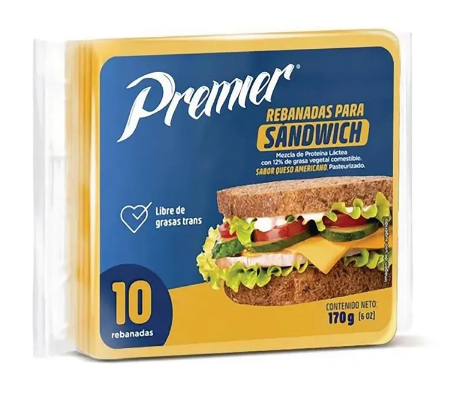 Premier
REBANADAS PARA
SÁNDWICH
Mezcla de Proteína Láctea
con 12% de grasa vegetal comestible.
SABOR QUESO AMERICANO Pasteurizado.
Libre de
grasas trans
10
rebanadas
CONTENIDO NETO:
170g [6 oz]